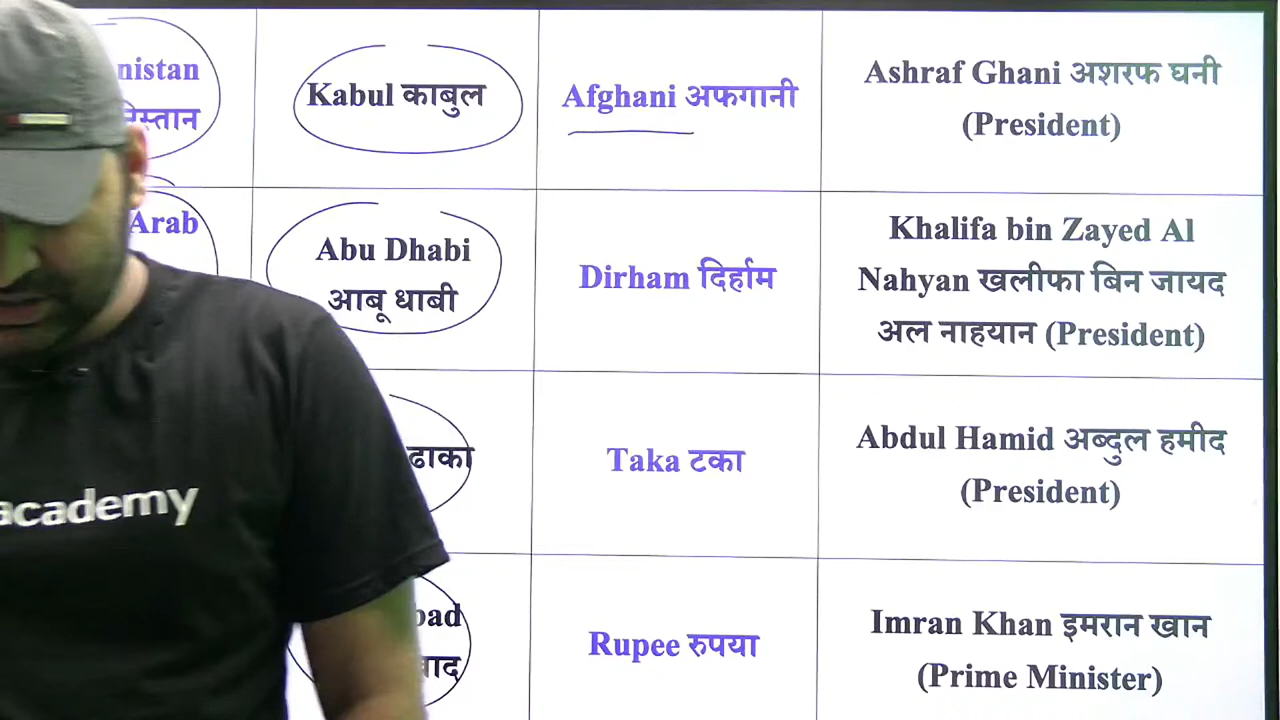 nistan
Kabul काबुल
Afghani अफगानी
Ashraf Ghani अशरफ घनी
(President)
स्तान
Arab
Abu Dhabi
आबू धाबी
Dirham दिर्हाम
Khalifa bin Zayed Al
Nahyan खलीफा बिन जायद
अल नाहयान (President)
ढाका
Taka टका
Abdul Hamid अब्दुल हमीद
(President)
bad
बाद
Rupee रुपया
Imran Khan इमरान खान
(Prime Minister)
academy